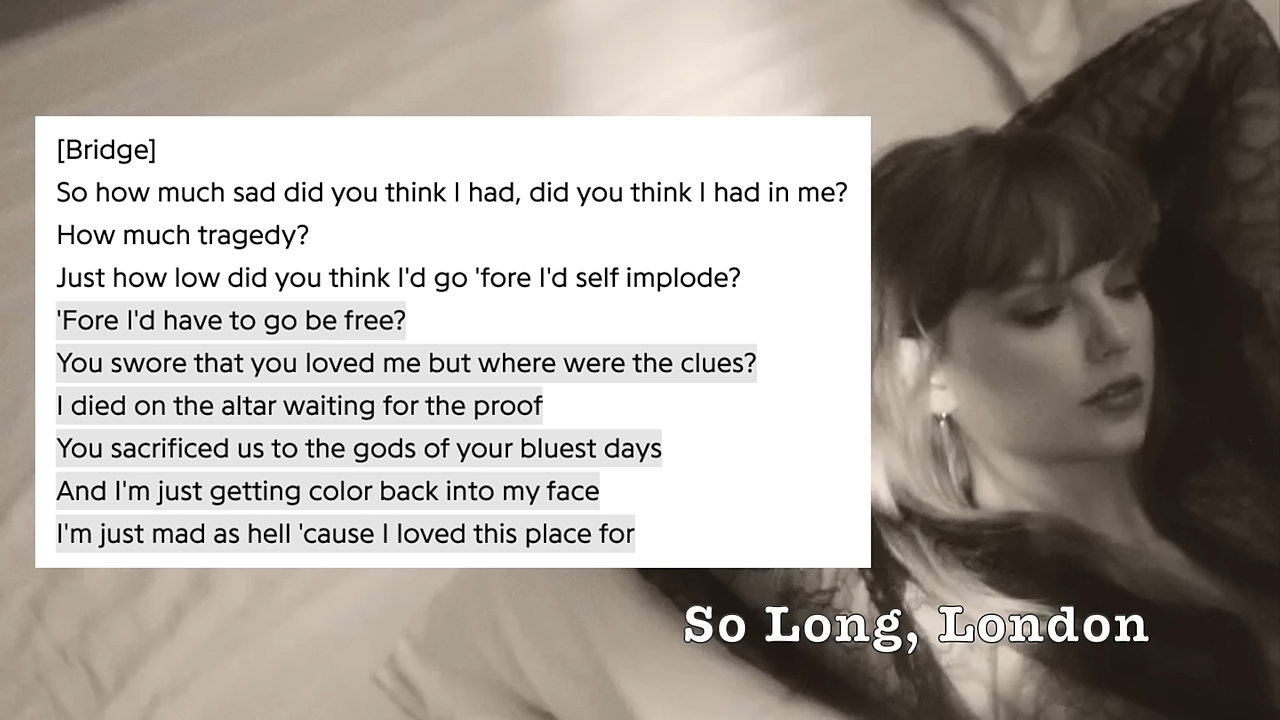 [Bridge]
So how much sad did you think I had, did you think I had in me?
How much tragedy?
Just how low did you think I'd go 'fore I'd self implode?
'Fore I'd have to go be free?
You swore that you loved me but where were the clues?
I died on the altar waiting for the proof
You sacrificed us to the gods of your bluest days
And I'm just getting color back into my face
I'm just mad as hell 'cause I loved this place for
So Long, London